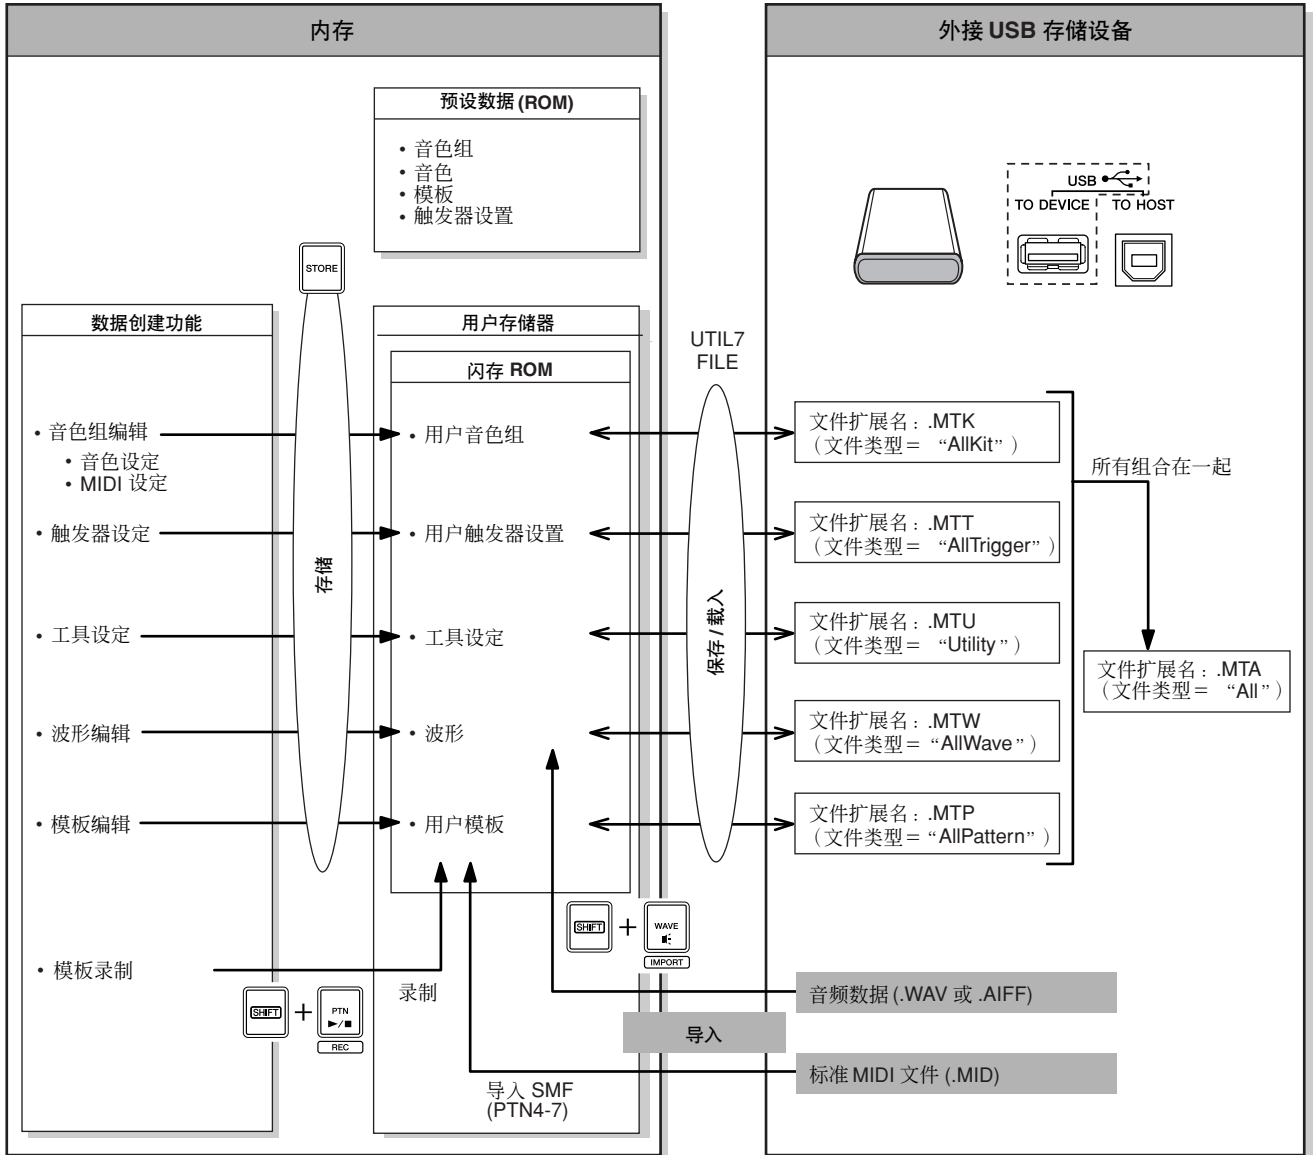 内存
预设数据 (ROM)
• 音色组
• 音色
• 模板
• 触发器设置
STORE
数据创建功能
• 音色组编辑
• 音色设定
• MIDI 设定
• 触发器设定
• 工具设定
• 波形编辑
• 模板编辑
• 模板录制
存储
SHIFT
+
PTN
►/■
REC
用户存储器
闪存 ROM
• 用户音色组
• 用户触发器设置
• 工具设定
• 波形
• 用户模板
录制
导入 SMF
(PTN4-7)
SHIFT
+
WAVE
IMPORT
UTIL7
FILE
保存 / 载入
导入
外接 USB 存储设备
USB
TO DEVICE
TO HOST
文件扩展名：.MTK
（文件类型＝ “AllKit”）
文件扩展名：.MTT
（文件类型＝ “AllTrigger”）
文件扩展名：.MTU
（文件类型＝ “Utility”）
文件扩展名：.MTW
（文件类型＝ “AllWave”）
文件扩展名：.MTP
（文件类型＝ “AllPattern”）
所有组合在一起
文件扩展名：.MTA
（文件类型＝ “All”）
音频数据 (.WAV 或 .AIFF)
标准 MIDI 文件 (.MID)